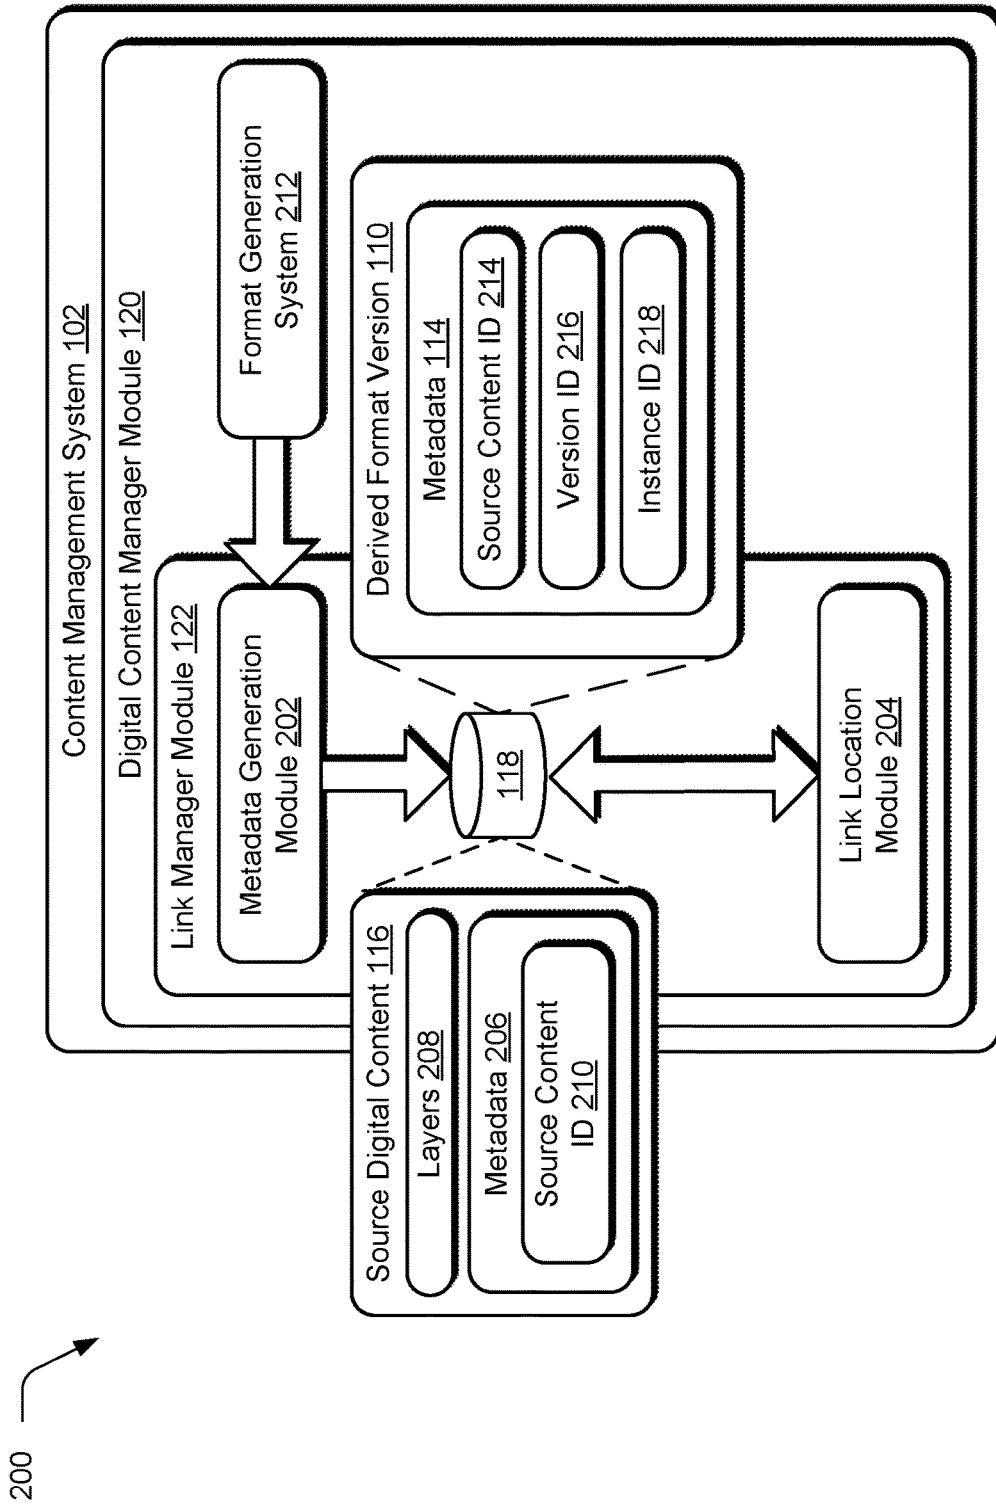 200
Content Management System 102
Digital Content Manager Module 120
Link Manager Module 122
Metadata Generation
Module 202
Format Generation
System 212
Source Digital Content 116
Layers 208
Metadata 206
Source Content
ID 210
118
Derived Format Version 110
Metadata 114
Source Content ID 214
Version ID 216
Instance ID 218
Link Location
Module 204